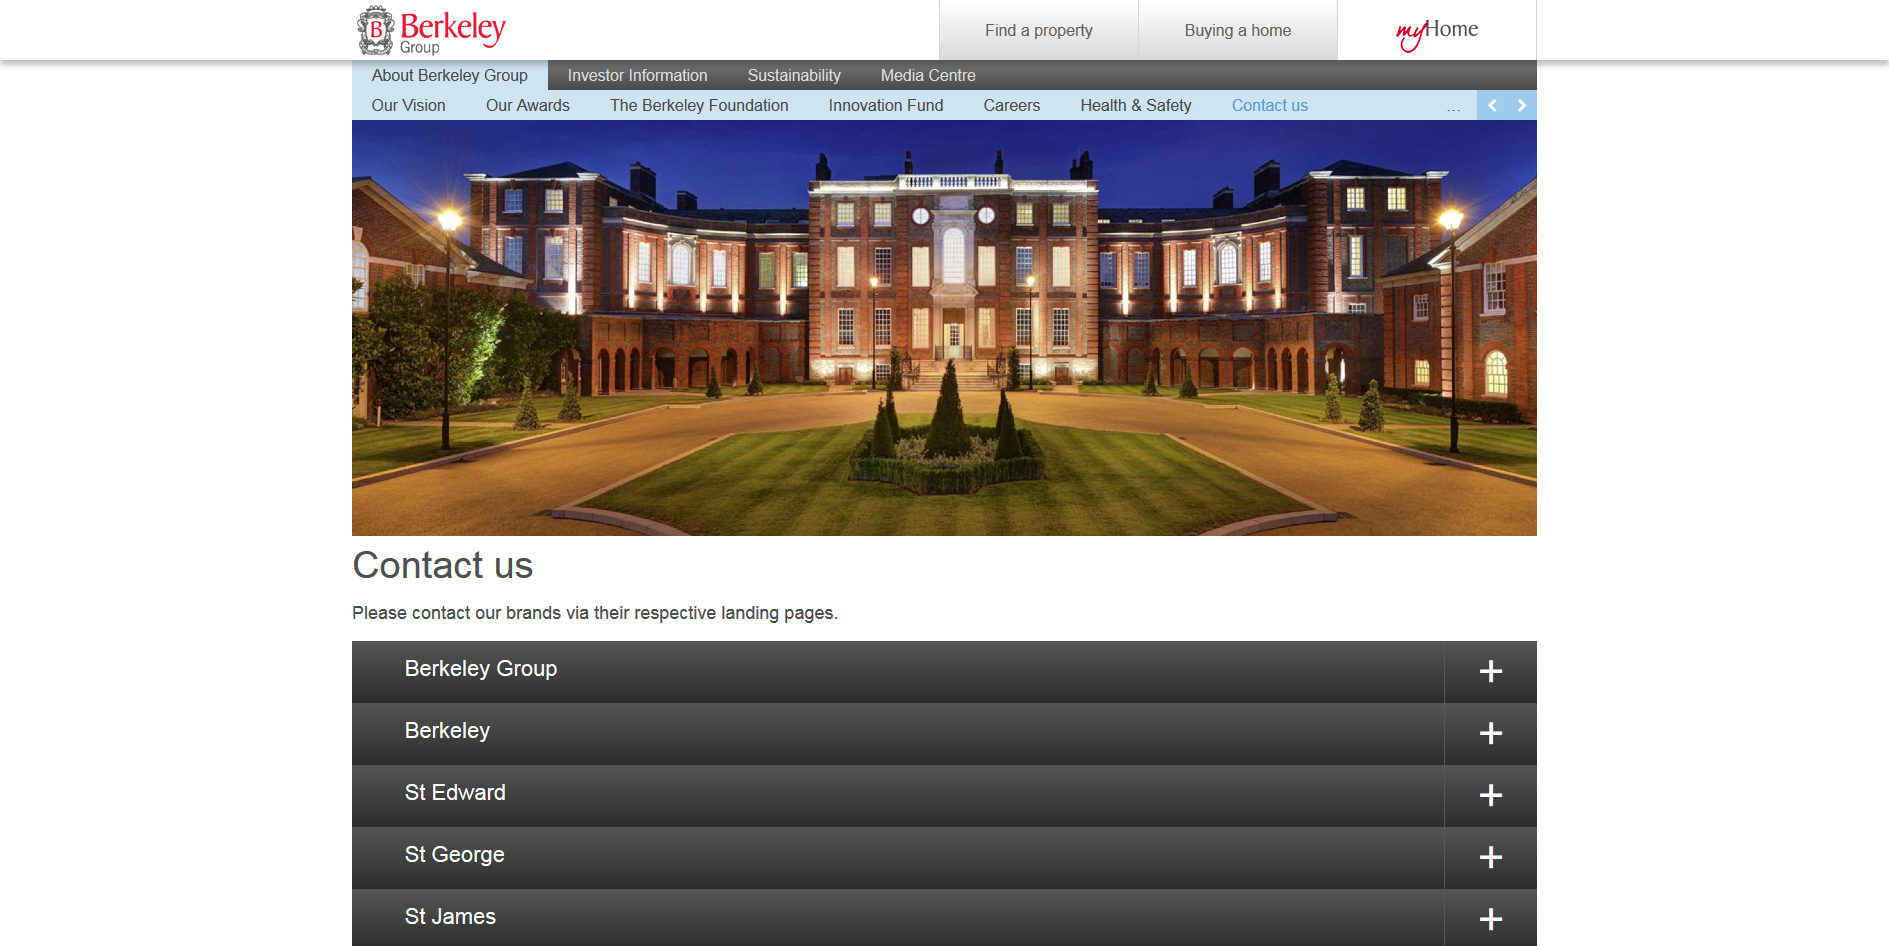 B Berkeley
Group
Find a property
Buying a home
myHome
About Berkeley Group
Investor Information
Sustainability
Media Centre
Our Vision
Our Awards
The Berkeley Foundation
Innovation Fund
Careers
Health & Safety
Contact us
...
Contact us
Please contact our brands via their respective landing pages.
Berkeley Group
Berkeley
St Edward
St George
St James